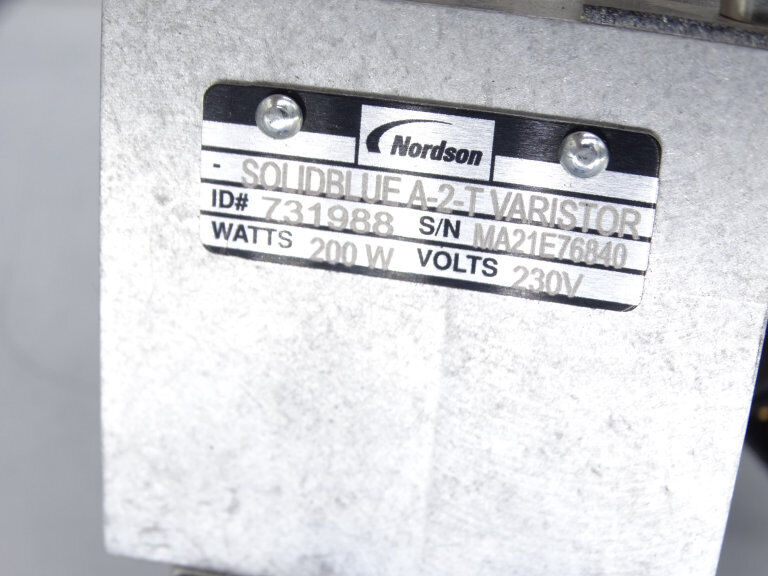 Nordson
- SOLIDBLUE A-2-T VARISTOR
ID# 731988 S/N MA21E76840
WATTS 200 W VOLTS 230V